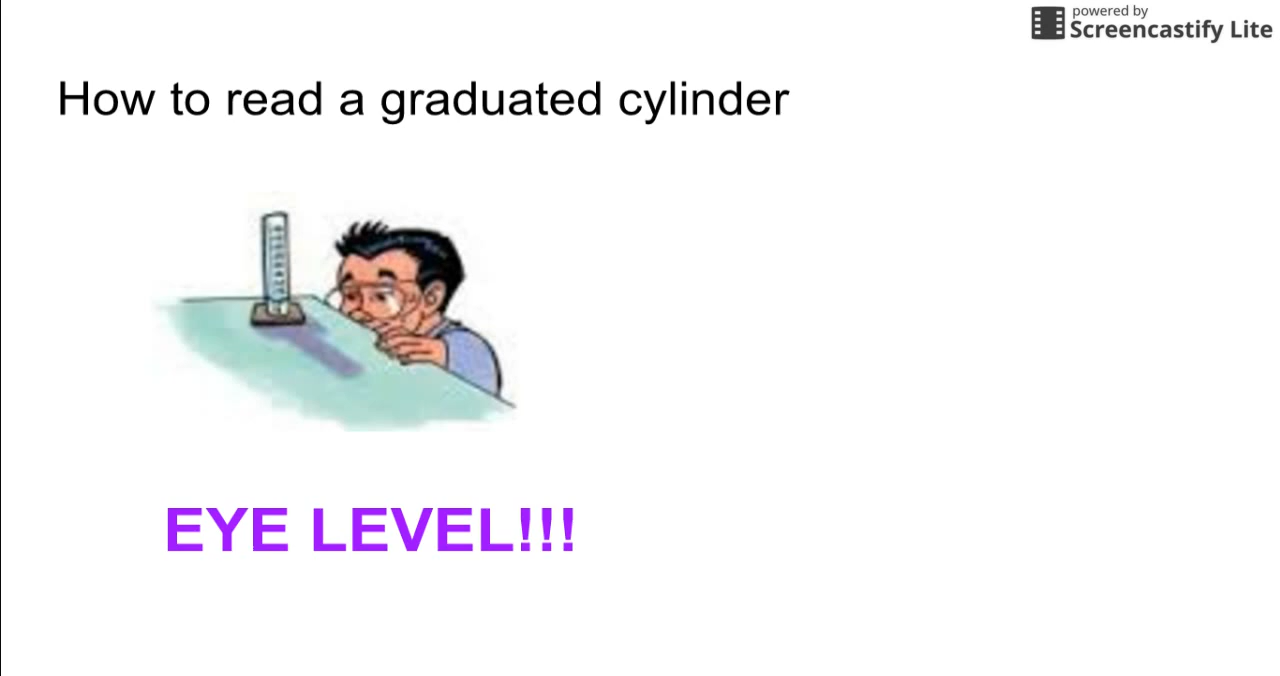 powered by
Screencastify Lite
How to read a graduated cylinder
EYE LEVEL!!!